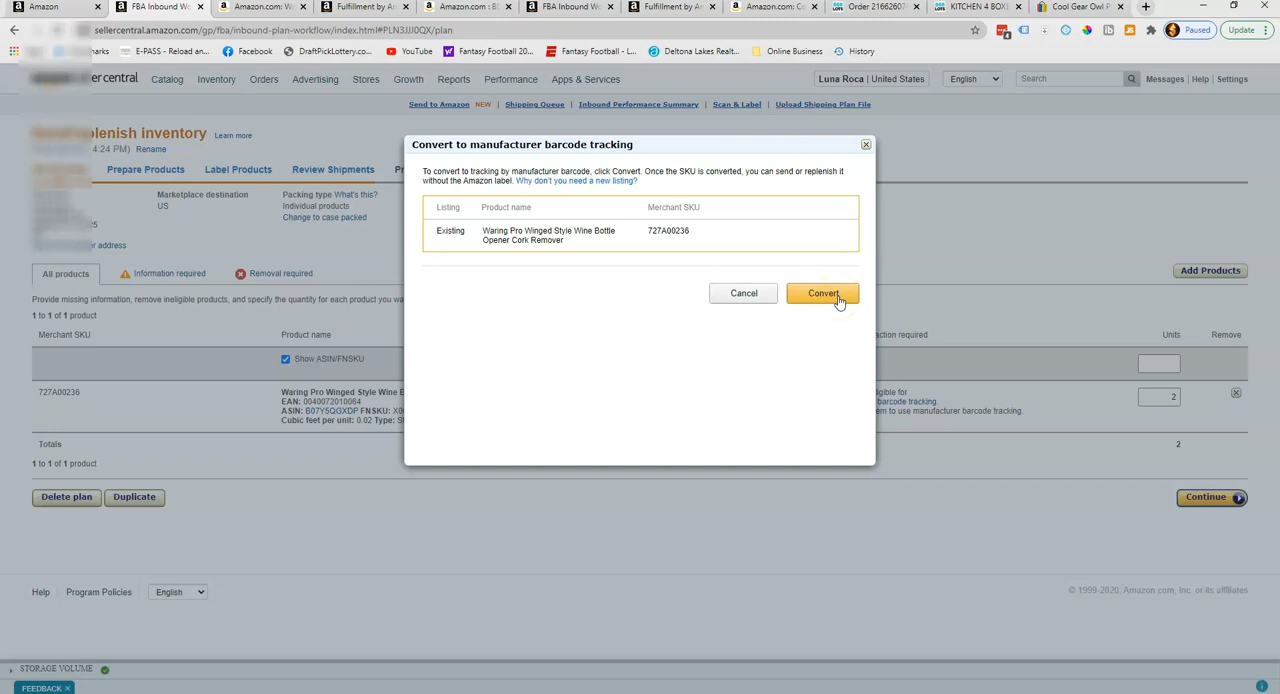 Amazon
FBA Inbound Wo
Amazon.com: W
Fulfillment by Am
Amazon.com : BD
FBA Inbound Wo
Fulfillment by Am
Amazon.com: Co
Order 21662607
KITCHEN 4 BOXE
Cool Gear Owl P
sellercentral.amazon.com/gp/fba/inbound-plan-workflow/index.html#PLN3JJJ0QX/plan
Paused
Update
E-PASS - Reload an...
Facebook
DraftPickLottery.co...
YouTube
Fantasy Football 20...
Fantasy Football - L...
Deltona Lakes Realt...
Online Business
History
Catalog Inventory Orders Advertising Stores Growth Reports Performance Apps & Services
Luna Roca | United States
English
Search
Messages | Help | Settings
Send to Amazon NEW | Shipping Queue | Inbound Performance Summary | Scan & Label | Upload Shipping Plan File
plenish inventory Learn more
4:24 PM) Rename
Prepare Products Label Products Review Shipments
Marketplace destination
US
Packing type What's this?
Individual products
Change to case packed
address
All products
Information required
Removal required
Add Products
Provide missing information, remove ineligible products, and specify the quantity for each product you wa
1 to 1 of 1 product
Merchant SKU Product name Units Remove
Show ASIN/FNSKU
727A00236
Waring Pro Winged Style Wine B
EAN: 0040072010064
ASIN: B07Y5QGXDP FNSKU: X0
Cubic feet per unit: 0.02 Type: S
barcode tracking.
em to use manufacturer barcode tracking.
2
Totals 2
1 to 1 of 1 product
Delete plan Duplicate
Continue
Convert to manufacturer barcode tracking
To convert to tracking by manufacturer barcode, click Convert. Once the SKU is converted, you can send or replenish it
without the Amazon label. Why don't you need a new listing?
Listing Product name Merchant SKU
Existing Waring Pro Winged Style Wine Bottle 727A00236
Opener Cork Remover
Cancel Convert
Help Program Policies English
© 1999-2020, Amazon.com, Inc. or its affiliates
STORAGE VOLUME
FEEDBACK